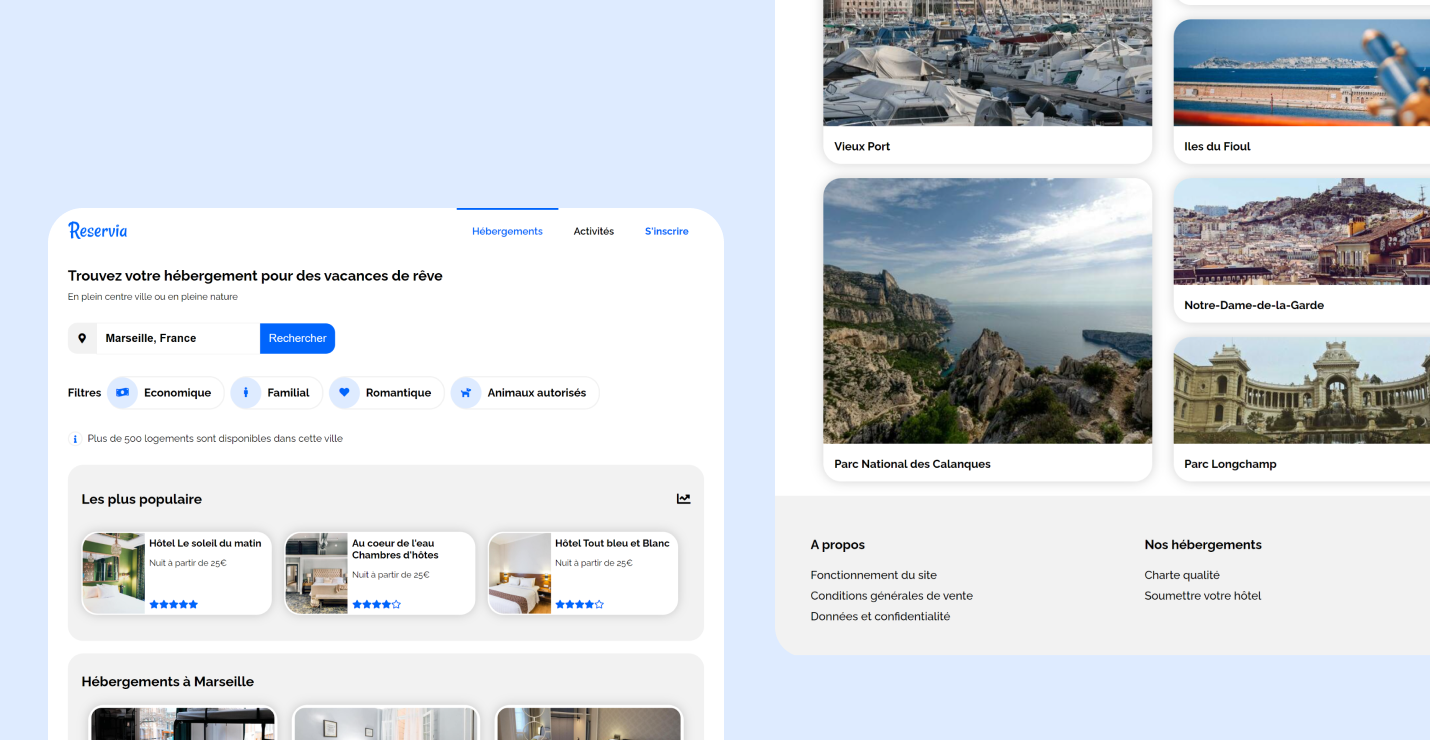 Reservia
Hébergements
Activités
S'inscrire
Trouvez votre hébergement pour des vacances de rêve
En plein centre ville ou en pleine nature
Marseille, France
Rechercher
Filtres
Economique
Familial
Romantique
Animaux autorisés
Plus de 500 logements sont disponibles dans cette ville
Les plus populaire
Hôtel Le soleil du matin
Nuit à partir de 25€
Au coeur de l'eau
Chambres d'hôtes
Nuit à partir de 25€
Hôtel Tout bleu et Blanc
Nuit à partir de 25€
Hébergements à Marseille
Vieux Port
Iles du Fioul
Parc National des Calanques
Notre-Dame-de-la-Garde
Parc Longchamp
A propos
Fonctionnement du site
Conditions générales de vente
Données et confidentialité
Nos hébergements
Charte qualité
Soumettre votre hôtel